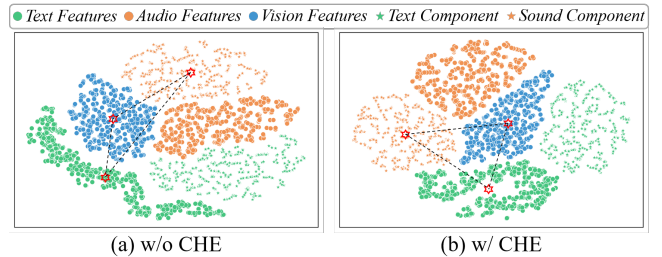 Text Features Audio Features Vision Features Text Component Sound Component
(a) w/o CHE (b) w/ CHE